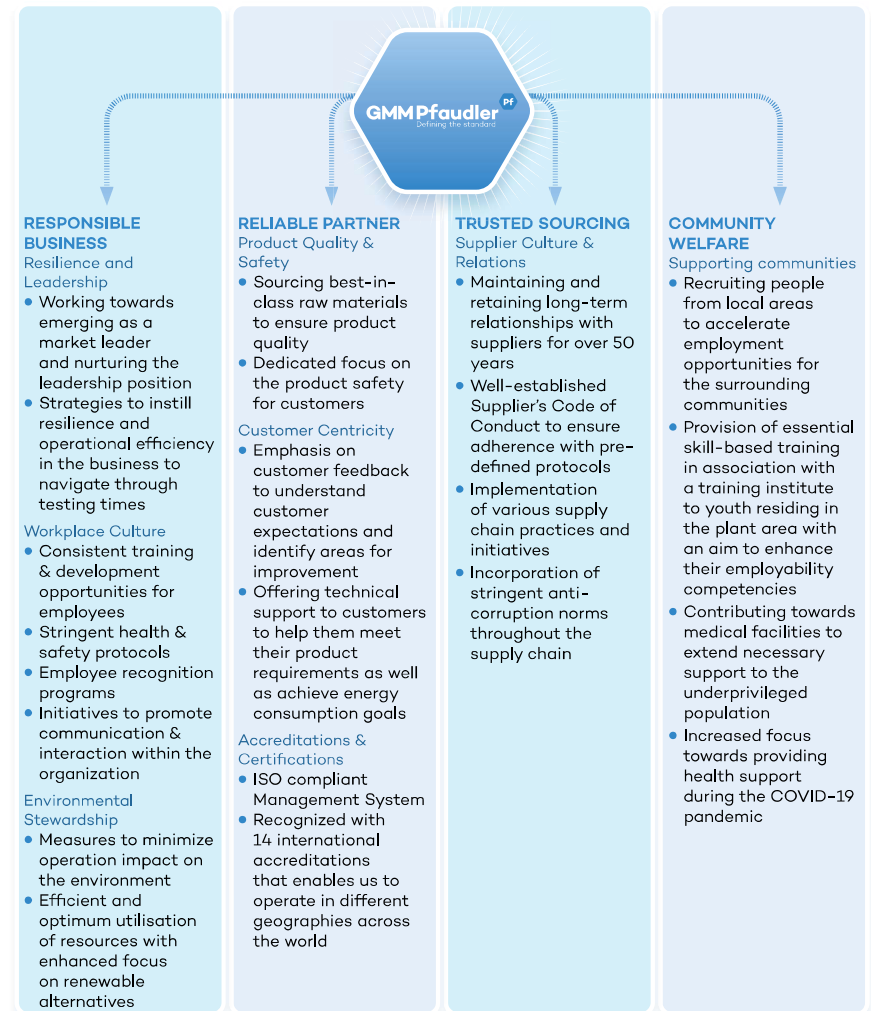 GMM Pfaudler Pf
Defining the standard
RESPONSIBLE
BUSINESS
Resilience and
Leadership
• Working towards
emerging as a
market leader
and nurturing the
leadership position
• Strategies to instill
resilience and
operational efficiency
in the business to
navigate through
testing times
Workplace Culture
• Consistent training
& development
opportunities for
employees
• Stringent health &
safety protocols
• Employee recognition
programs
• Initiatives to promote
communication &
interaction within the
organization
Environmental
Stewardship
• Measures to minimize
operation impact on
the environment
• Efficient and
optimum utilisation
of resources with
enhanced focus
on renewable
alternatives
RELIABLE PARTNER
Product Quality &
Safety
• Sourcing best-in-
class raw materials
to ensure product
quality
• Dedicated focus on
the product safety
for customers
Customer Centricity
• Emphasis on
customer feedback
to understand
customer
expectations and
identify areas for
improvement
• Offering technical
support to customers
to help them meet
their product
requirements as well
as achieve energy
consumption goals
Accreditations &
Certifications
• ISO compliant
Management System
• Recognized with
14 international
accreditations
that enables us to
operate in different
geographies across
the world
TRUSTED SOURCING
Supplier Culture &
Relations
• Maintaining and
retaining long-term
relationships with
suppliers for over 50
years
• Well-established
Supplier's Code of
Conduct to ensure
adherence with pre-
defined protocols
• Implementation
of various supply
chain practices and
initiatives
• Incorporation of
stringent anti-
corruption norms
throughout the
supply chain
COMMUNITY
WELFARE
Supporting communities
• Recruiting people
from local areas
to accelerate
employment
opportunities for
the surrounding
communities
• Provision of essential
skill-based training
in association with
a training institute
to youth residing in
the plant area with
an aim to enhance
their employability
competencies
• Contributing towards
medical facilities to
extend necessary
support to the
underprivileged
population
• Increased focus
towards providing
health support
during the COVID-19
pandemic